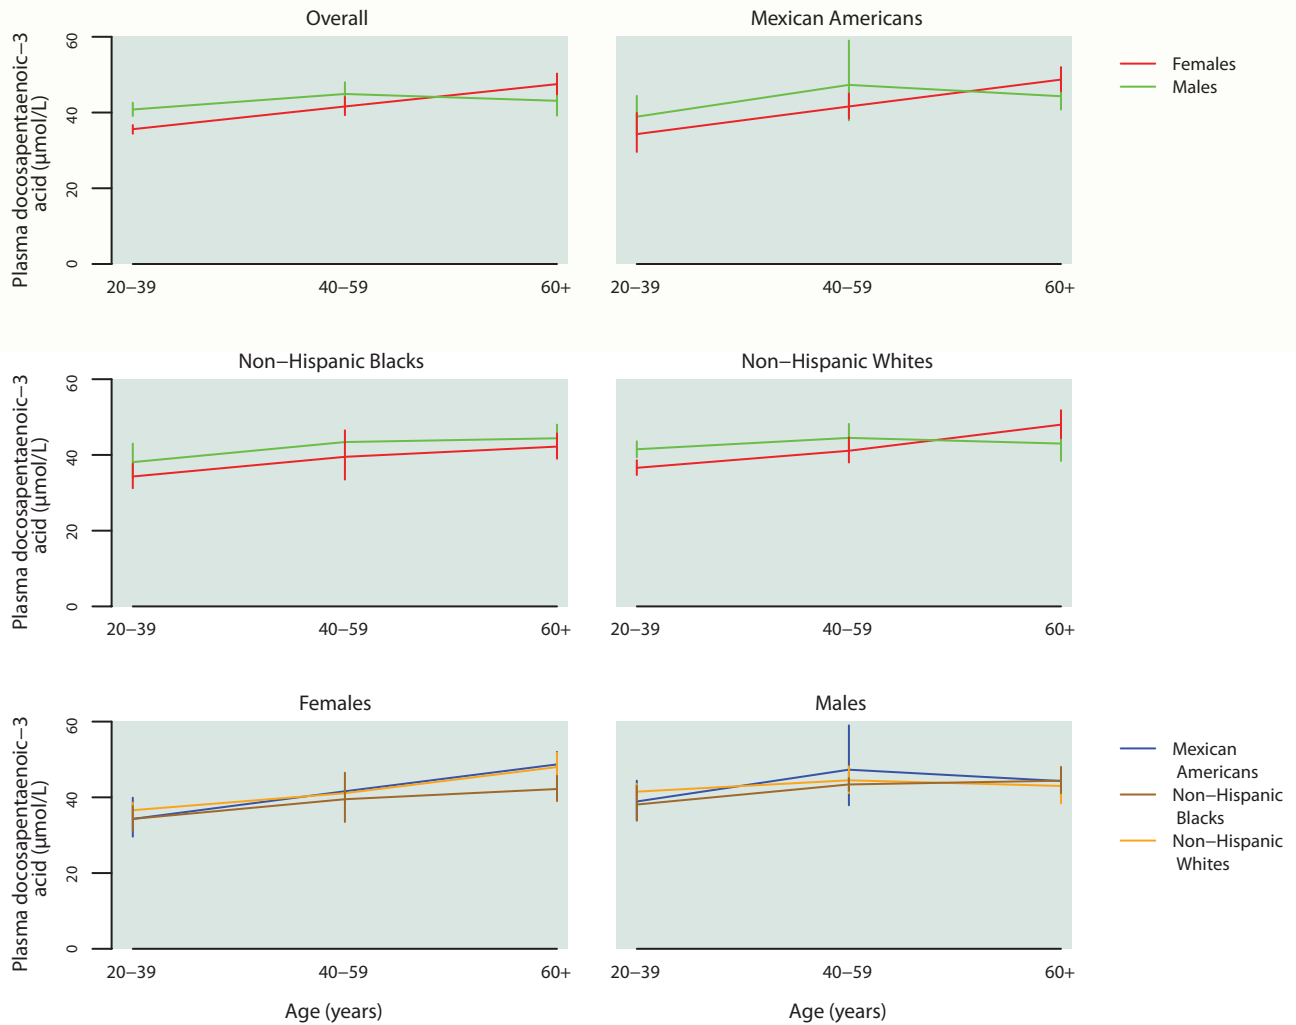 Overall
Mexican Americans
Plasma docosapentaenoic−3
acid (µmol/L)
60
40
20
0
20−39
40−59
60+
20−39
40−59
60+
Females
Males
Non−Hispanic Blacks
Non−Hispanic Whites
Plasma docosapentaenoic−3
acid (µmol/L)
60
40
20
0
20−39
40−59
60+
20−39
40−59
60+
Females
Males
Plasma docosapentaenoic−3
acid (µmol/L)
60
40
20
0
20−39
40−59
60+
20−39
40−59
60+
Age (years)
Age (years)
Mexican
Americans
Non−Hispanic
Blacks
Non−Hispanic
Whites